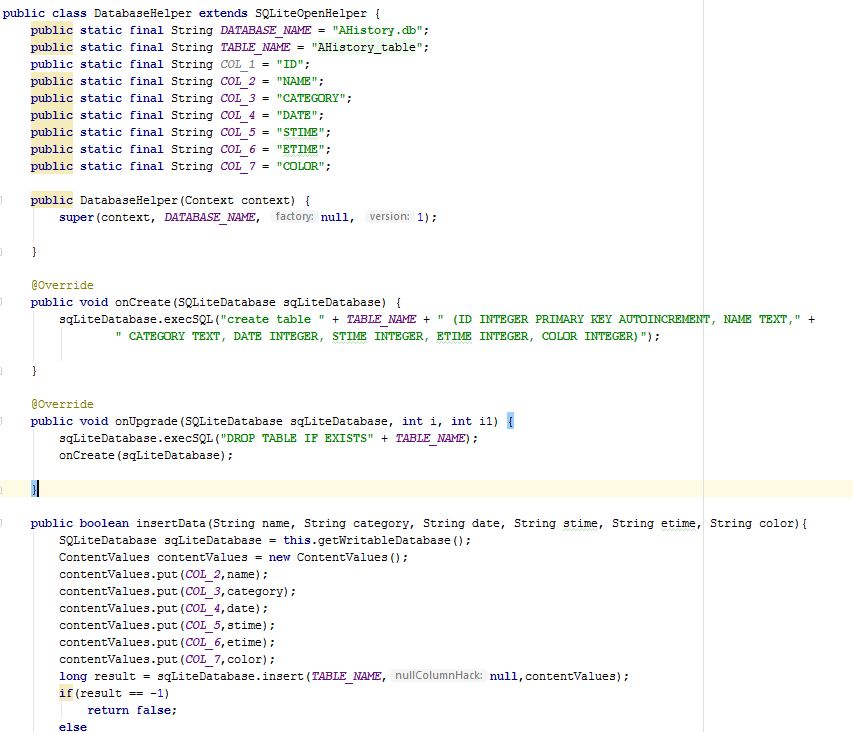 public class DatabaseHelper extends SQLiteOpenHelper {
    public static final String DATABASE_NAME = "AHistory.db";
    public static final String TABLE_NAME = "AHistory_table";
    public static final String COL_1 = "ID";
    public static final String COL_2 = "NAME";
    public static final String COL_3 = "CATEGORY";
    public static final String COL_4 = "DATE";
    public static final String COL_5 = "STIME";
    public static final String COL_6 = "ETIME";
    public static final String COL_7 = "COLOR";
    public DatabaseHelper(Context context) {
        super(context, DATABASE_NAME, factory: null, version: 1);
    }
    @Override
    public void onCreate(SQLiteDatabase sqLiteDatabase) {
        sqLiteDatabase.execSQL("create table " + TABLE_NAME + " (ID INTEGER PRIMARY KEY AUTOINCREMENT, NAME TEXT," +
                " CATEGORY TEXT, DATE INTEGER, STIME INTEGER, ETIME INTEGER, COLOR INTEGER)");
    }
    @Override
    public void onUpgrade(SQLiteDatabase sqLiteDatabase, int i, int i1) {
        sqLiteDatabase.execSQL("DROP TABLE IF EXISTS" + TABLE_NAME);
        onCreate(sqLiteDatabase);
    }
    public boolean insertData(String name, String category, String date, String stime, String etime, String color){
        SQLiteDatabase sqLiteDatabase = this.getWritableDatabase();
        ContentValues contentValues = new ContentValues();
        contentValues.put(COL_2,name);
        contentValues.put(COL_3,category);
        contentValues.put(COL_4,date);
        contentValues.put(COL_5,stime);
        contentValues.put(COL_6,etime);
        contentValues.put(COL_7,color);
        long result = sqLiteDatabase.insert(TABLE_NAME, nullColumnHack: null,contentValues);
        if(result == -1)
            return false;
        else